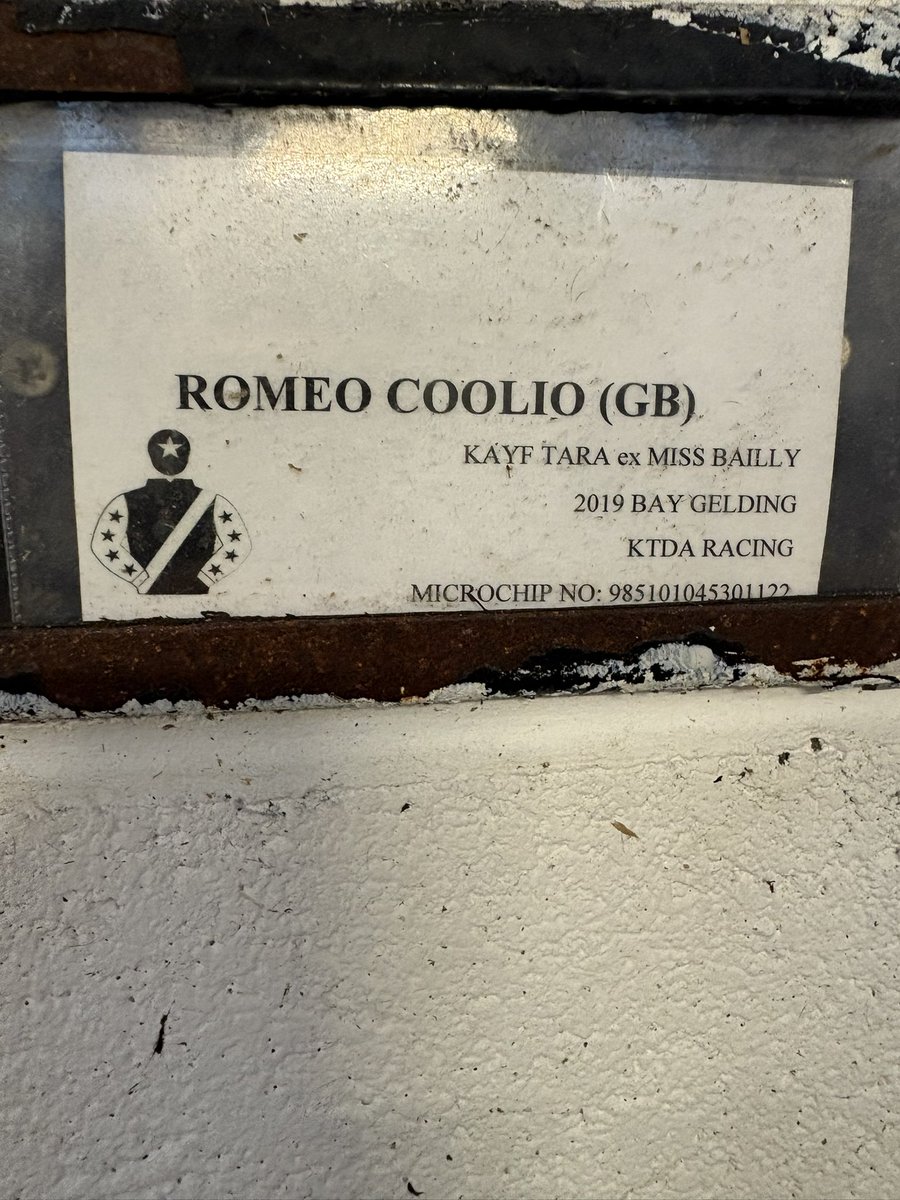 ROMEO COOLIO (GB)
KAYF TARA ex MISS BAILLY
2019 BAY GELDING
KTDA RACING
MICROCHIP NO: 985101045301122